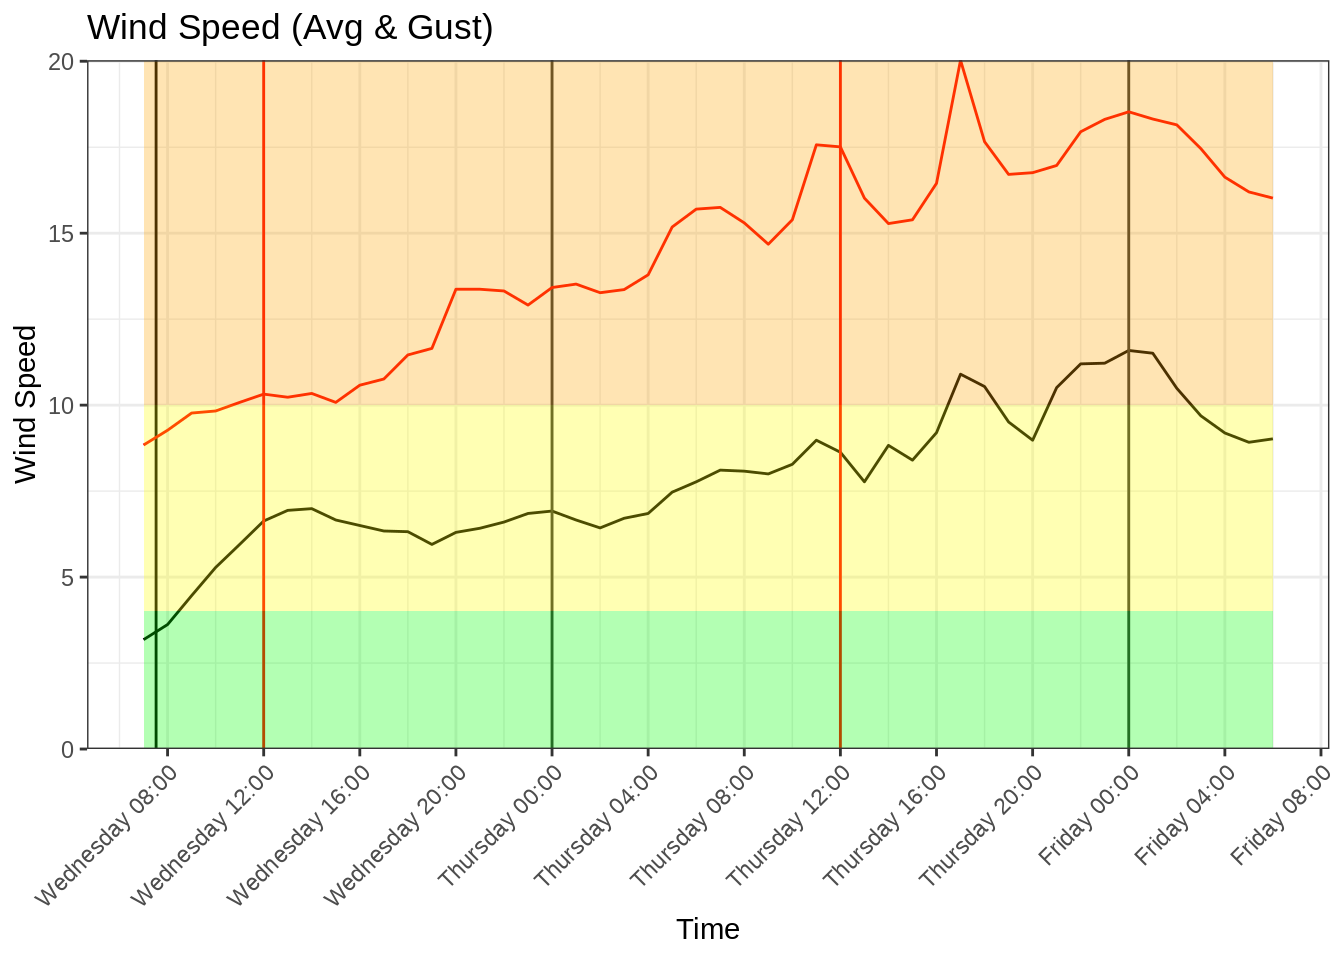 Wind Speed (Avg & Gust)
20
15
10
5
0
Wind Speed
Wednesday 08:00
Wednesday 12:00
Wednesday 16:00
Wednesday 20:00
Thursday 00:00
Thursday 04:00
Thursday 08:00
Thursday 12:00
Thursday 16:00
Thursday 20:00
Friday 00:00
Friday 04:00
Friday 08:00
Time